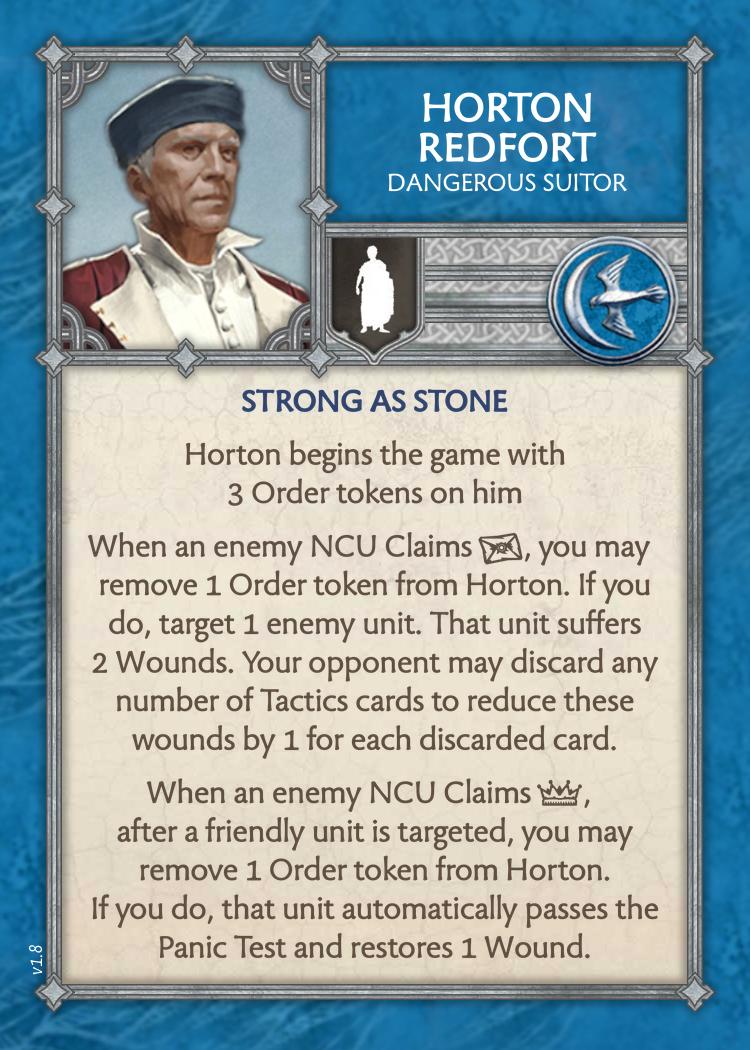 HORTON
REDFORT
DANGEROUS SUITOR
STRONG AS STONE
Horton begins the game with
3 Order tokens on him
When an enemy NCU Claims , you may
remove 1 Order token from Horton. If you
do, target 1 enemy unit. That unit suffers
2 Wounds. Your opponent may discard any
number of Tactics cards to reduce these
wounds by 1 for each discarded card.
When an enemy NCU Claims ,
after a friendly unit is targeted, you may
remove 1 Order token from Horton.
If you do, that unit automatically passes the
Panic Test and restores 1 Wound.
v1.8